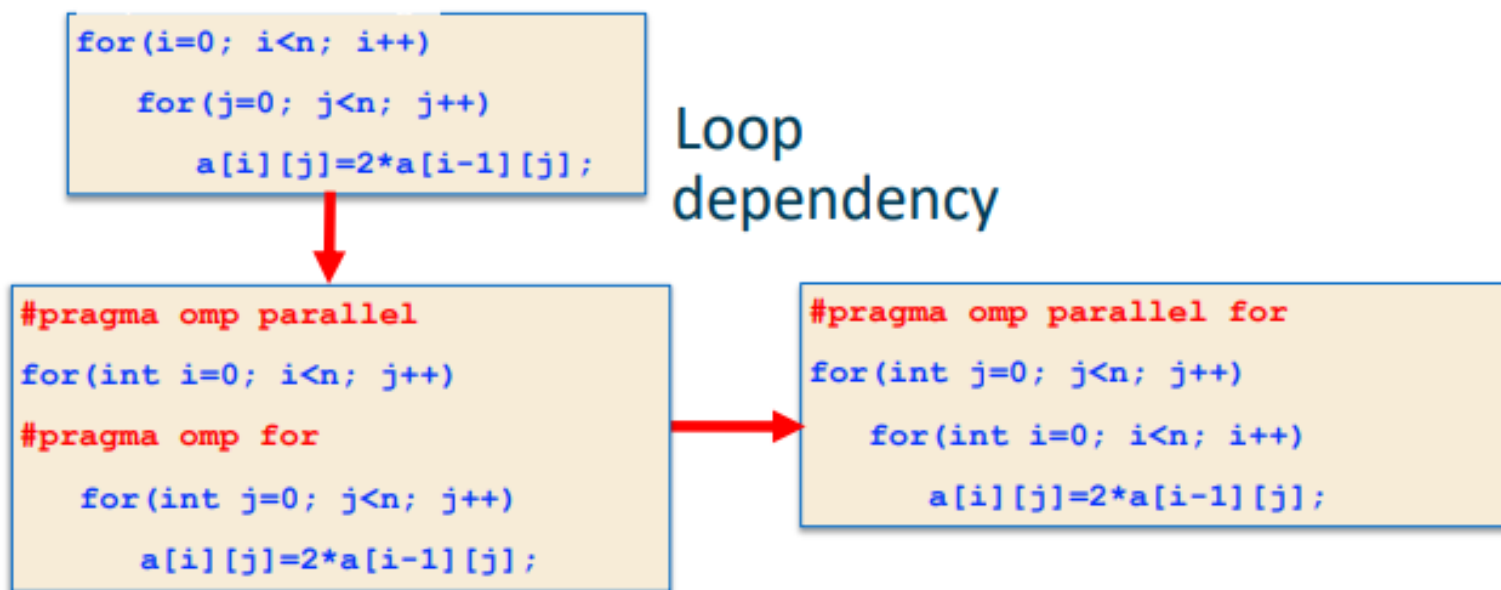 for(i=0; i<n; i++)
for(j=0; j<n; j++)
a[i][j]=2*a[i-1][j];
Loop
dependency
#pragma omp parallel
for(int i=0; i<n; j++)
#pragma omp for
for(int j=0; j<n; j++)
a[i][j]=2*a[i-1][j];
#pragma omp parallel for
for(int j=0; j<n; j++)
for(int i=0; i<n; i++)
a[i][j]=2*a[i-1][j];